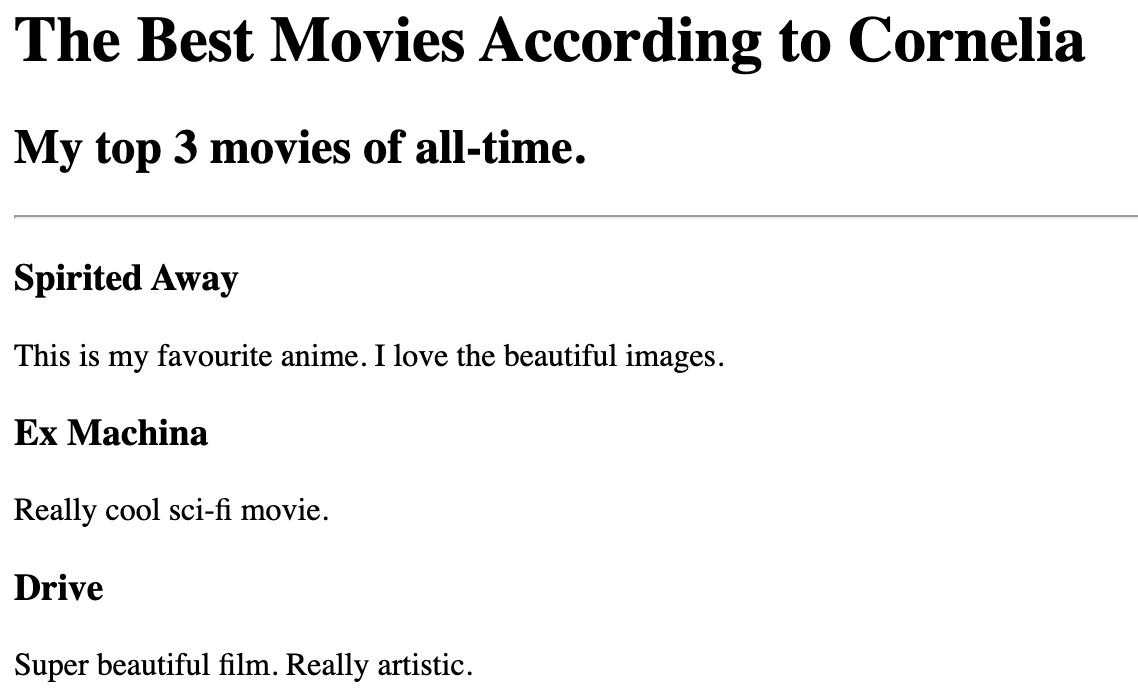 The Best Movies According to Cornelia
My top 3 movies of all-time.
Spirited Away
This is my favourite anime. I love the beautiful images.
Ex Machina
Really cool sci-fi movie.
Drive
Super beautiful film. Really artistic.